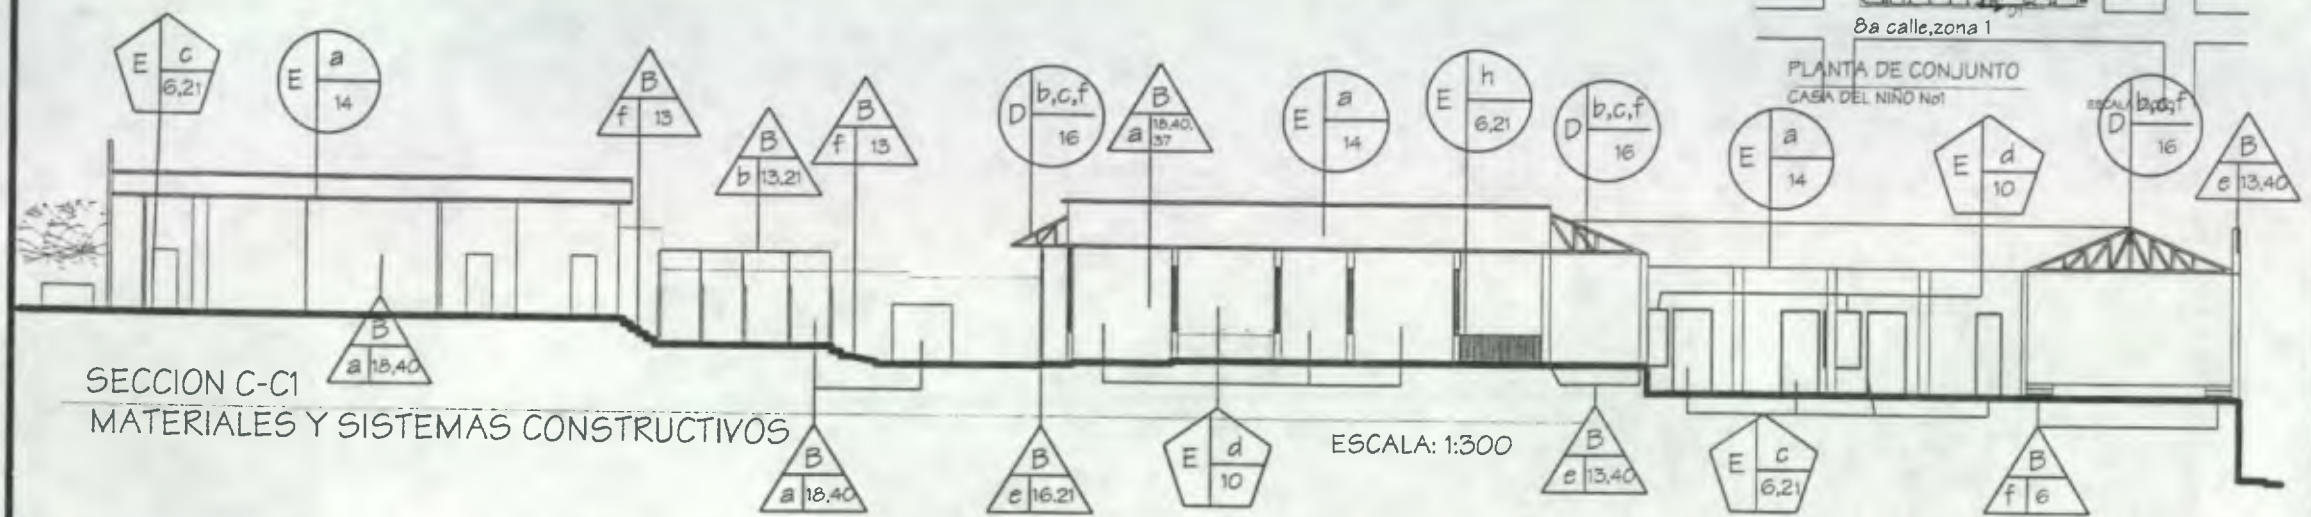 8a calle,zona 1
PLANTA DE CONJUNTO
CASA DEL NIÑO No1
E c 6,21
E a 14
B f 13
B b 13.21
B f 13
D b,c,f 16
B a 18,40, 37
E a 14
E h 6,21
D b,c,f 16
E a 14
E d 10
D b,c,f 16
B e 13,40
B a 18,40
SECCION C-C1
MATERIALES Y SISTEMAS CONSTRUCTIVOS
ESCALA: 1:300
B a 18.40
B e 16.21
E d 10
B e 13,40
E c 6,21
B f 6